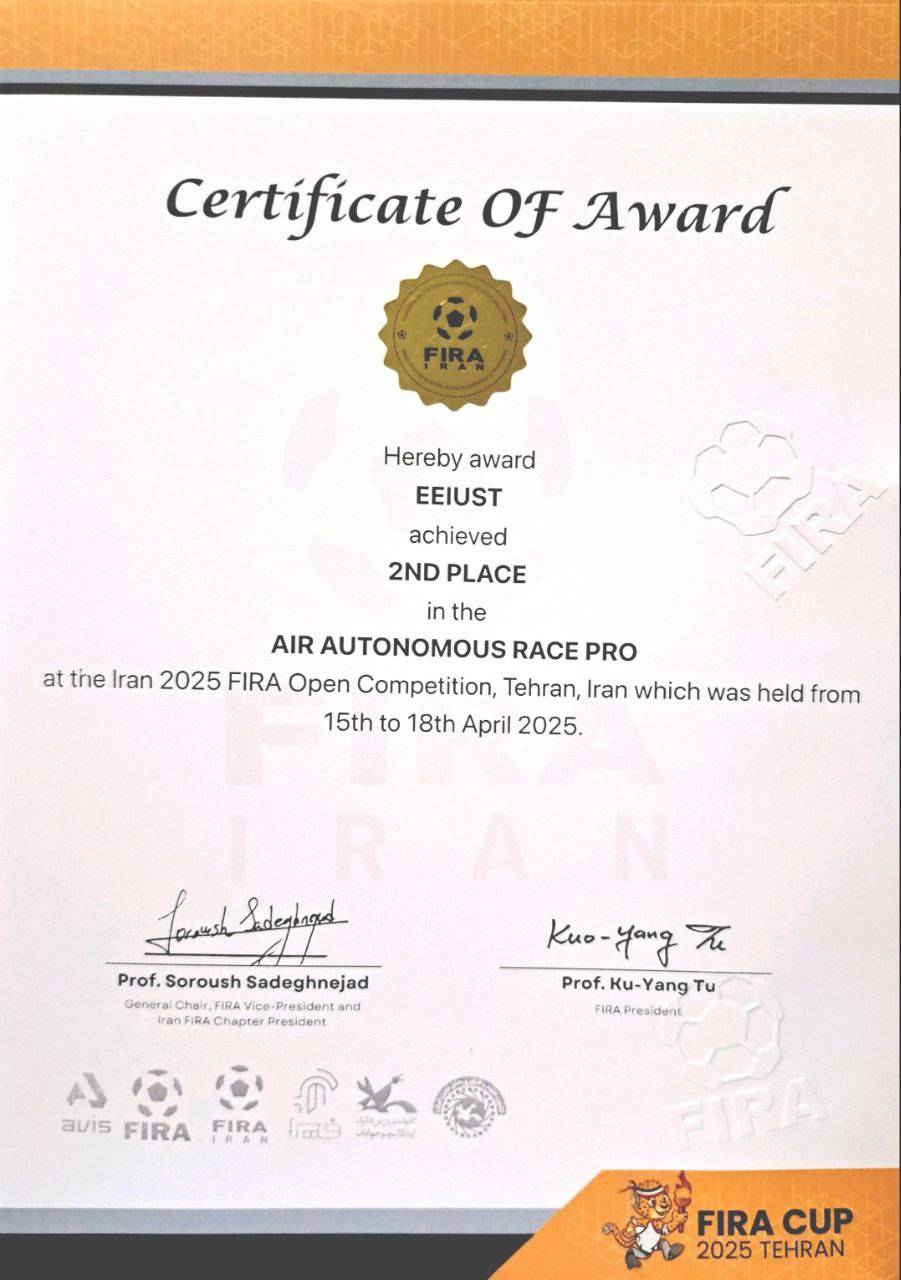 Certificate OF Award
FIRA
IRAN
Hereby award
EEIUST
achieved
2ND PLACE
in the
AIR AUTONOMOUS RACE PRO
at the Iran 2025 FIRA Open Competition, Tehran, Iran which was held from
15th to 18th April 2025.
FIRA
FIRA
IRAN
Soroush Sadeghnejad
Kuo-Yang Tu
Prof. Soroush Sadeghnejad
General Chair, FIRA Vice-President and
Iran FIRA Chapter President
Prof. Ku-Yang Tu
FIRA President
avis
FIRA
FIRA
IRAN
FIRA
FIRA CUP
2025 TEHRAN